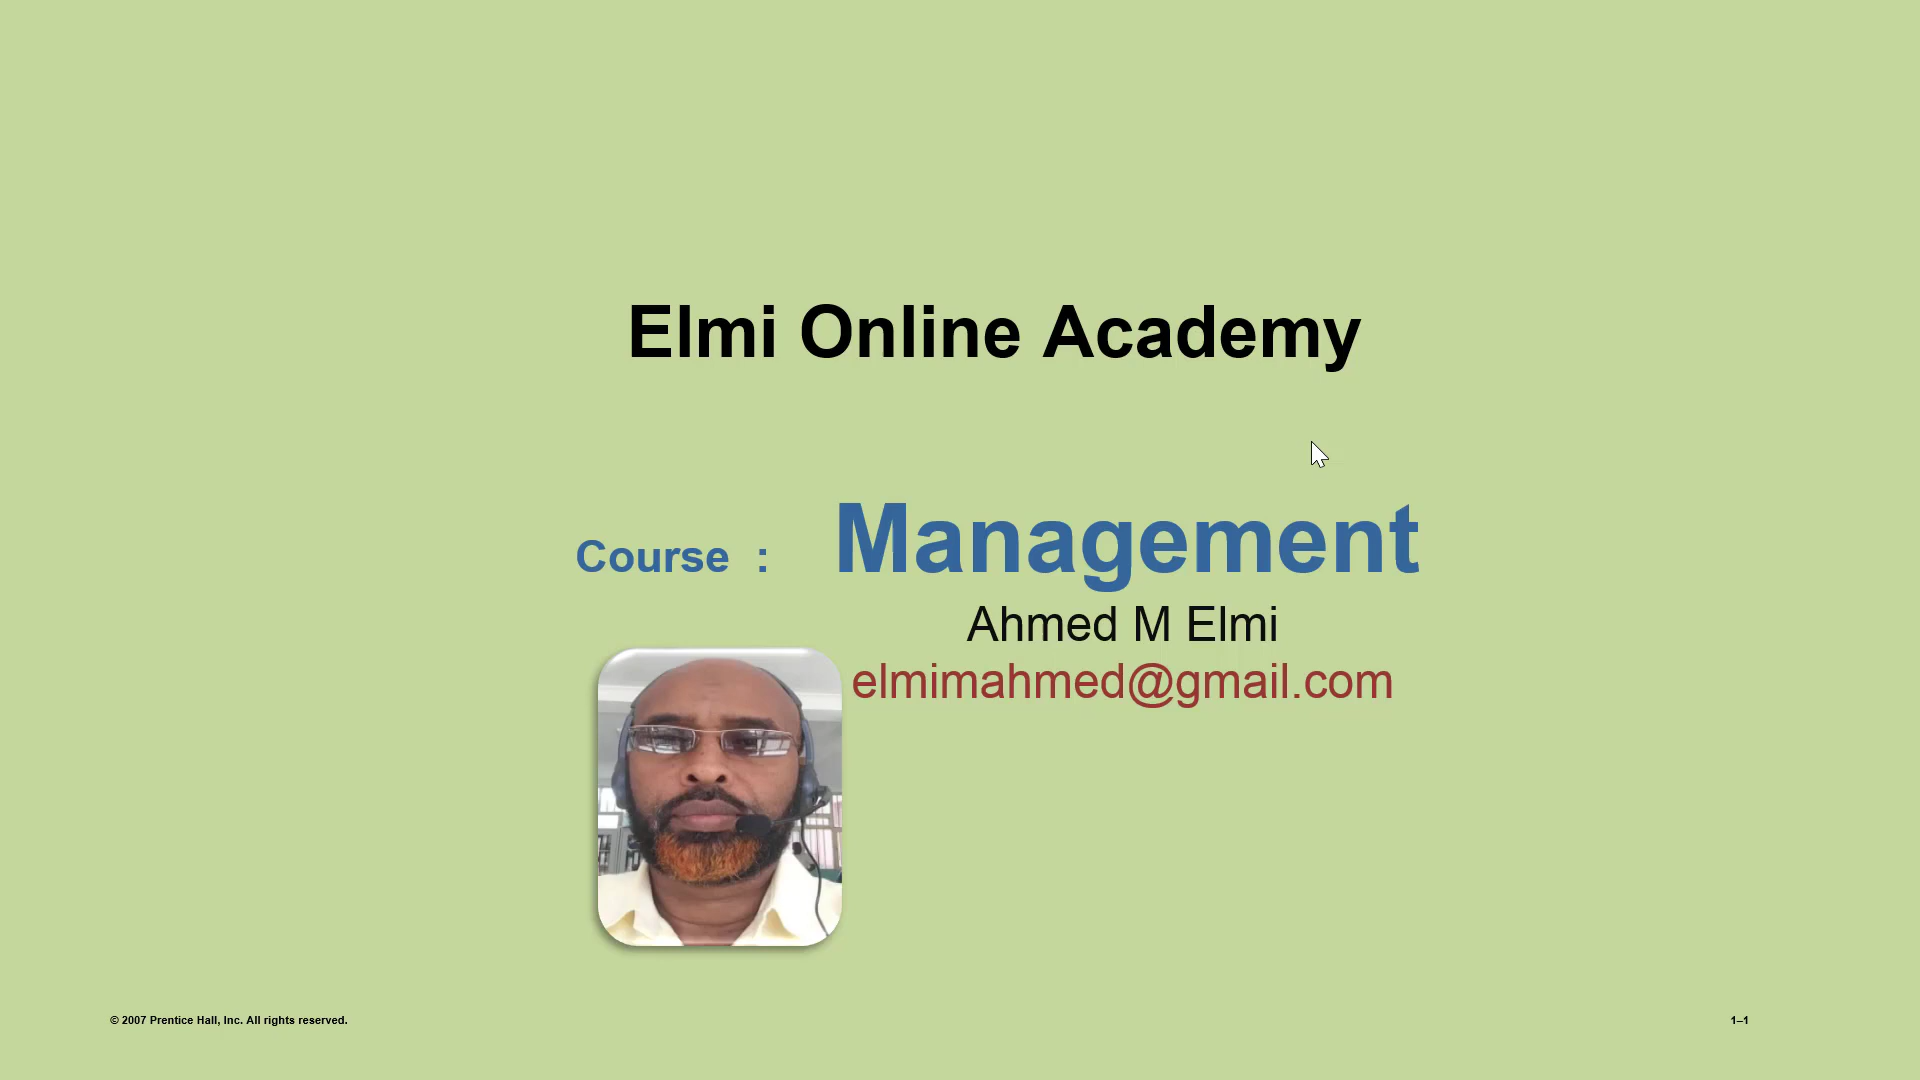 Elmi Online Academy
Course : Management
Ahmed M Elmi
elmimahmed@gmail.com
© 2007 Prentice Hall, Inc. All rights reserved.
1–1